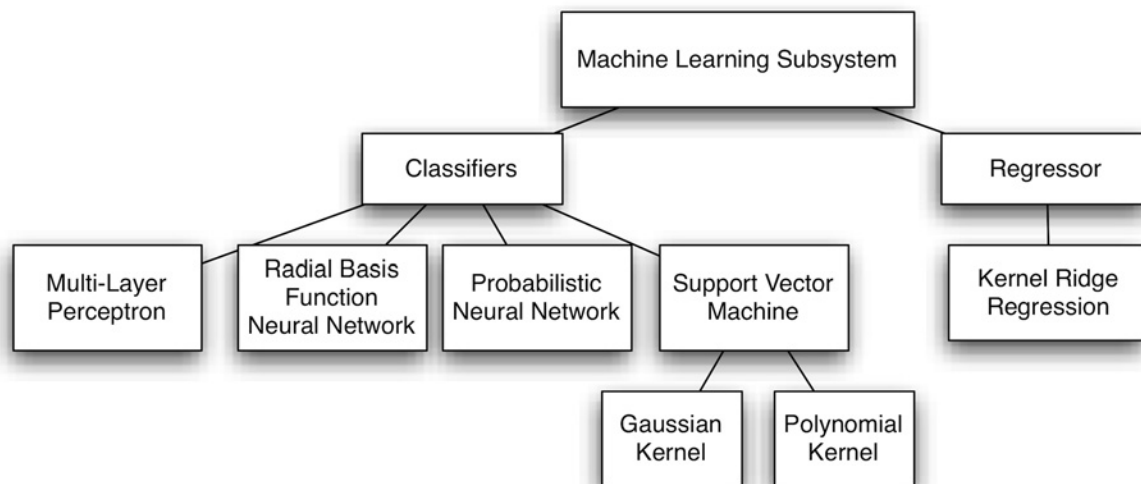 Machine Learning Subsystem
Classifiers
Regressor
Multi-Layer
Perceptron
Radial Basis
Function
Neural Network
Probabilistic
Neural Network
Support Vector
Machine
Kernel Ridge
Regression
Gaussian
Kernel
Polynomial
Kernel